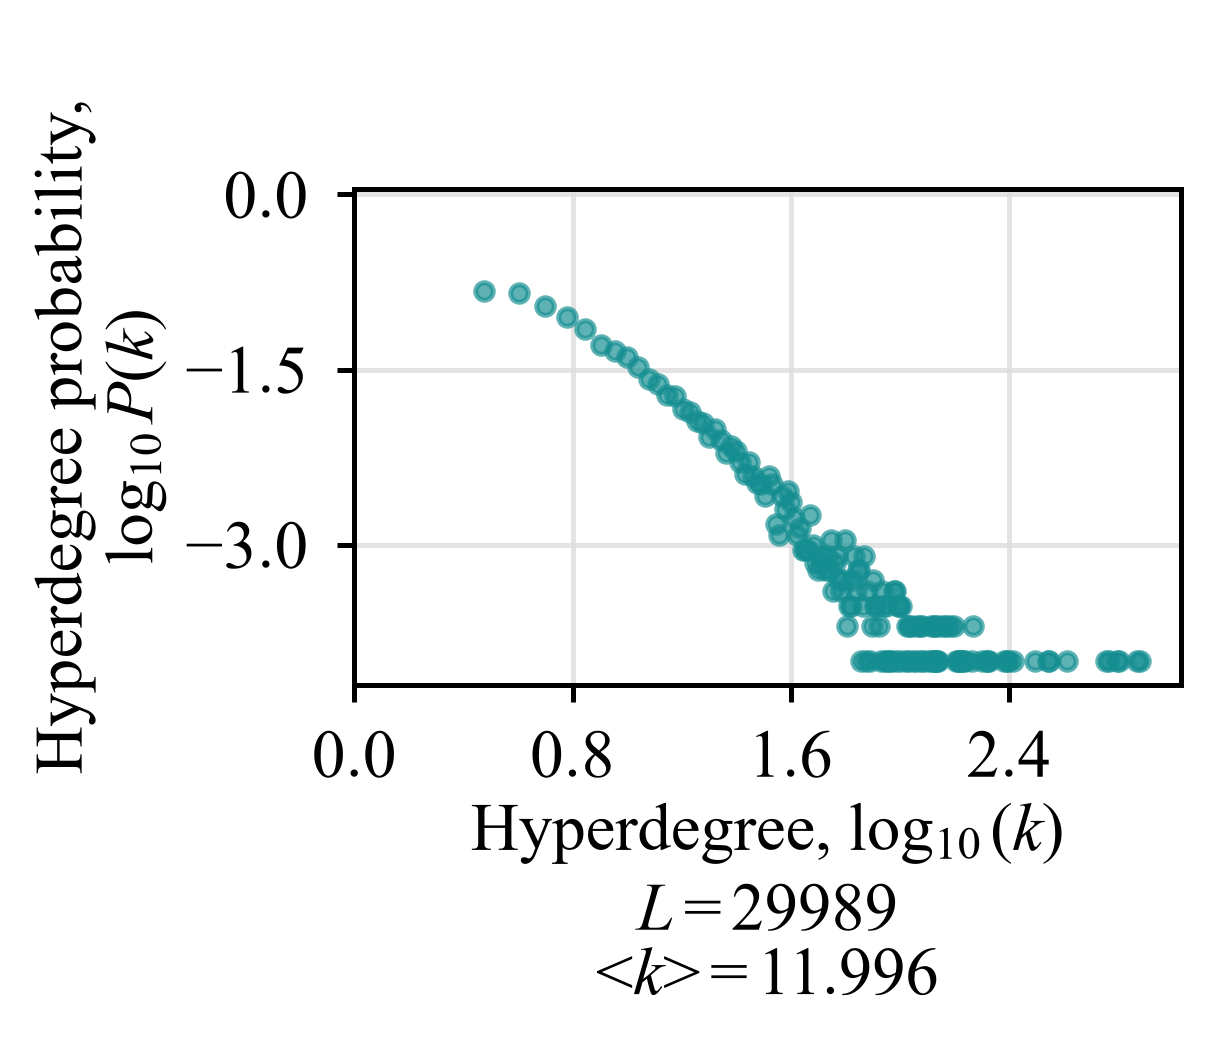 Hyperdegree probability,
log₁₀ P(k)
0.0
−1.5
−3.0
0.0 0.8 1.6 2.4
Hyperdegree, log₁₀ (k)
L = 29989
<k> = 11.996